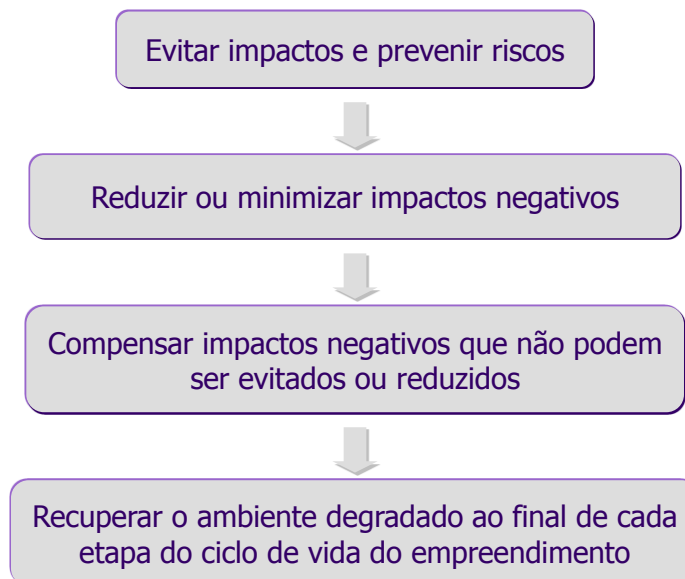 Evitar impactos e prevenir riscos
Reduzir ou minimizar impactos negativos
Compensar impactos negativos que não podem
ser evitados ou reduzidos
Recuperar o ambiente degradado ao final de cada
etapa do ciclo de vida do empreendimento